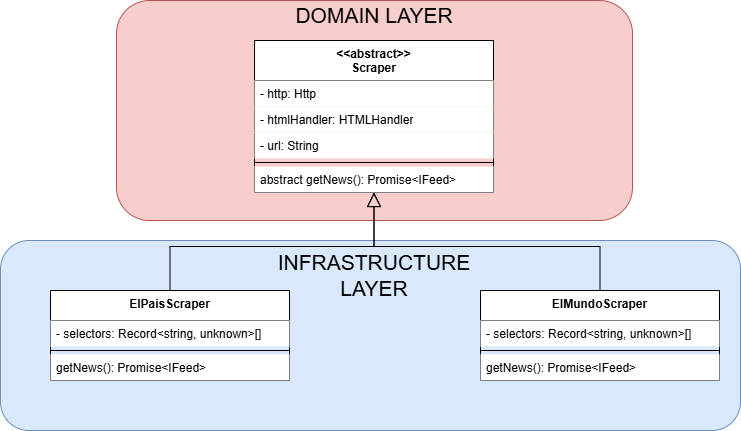 DOMAIN LAYER
<<abstract>>
Scraper
- http: Http
- htmlHandler: HTMLHandler
- url: String
abstract getNews(): Promise<IFeed>
INFRASTRUCTURE
LAYER
ElPaisScraper
- selectors: Record<string, unknown>[]
getNews(): Promise<IFeed>
ElMundoScraper
- selectors: Record<string, unknown>[]
getNews(): Promise<IFeed>